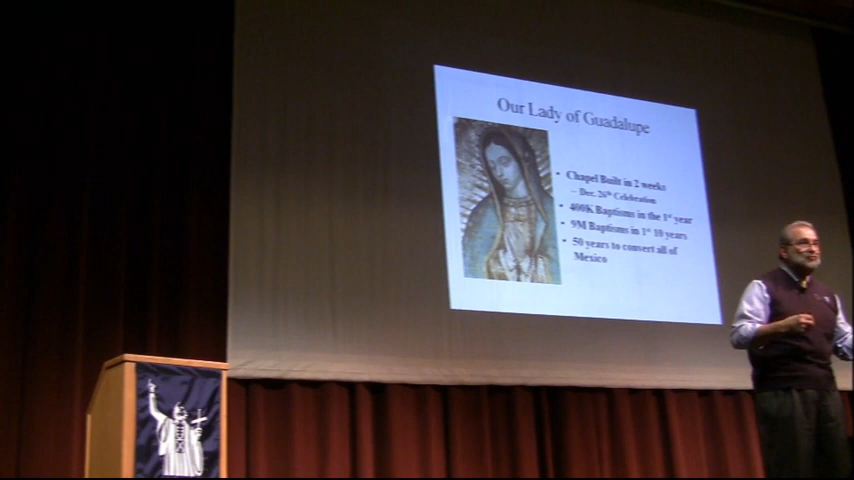 Our Lady of Guadalupe
• Chapel Built in 2 weeks
– Dec. 26th Celebration
• 400K Baptisms in the 1st year
• 9M Baptisms in 1st 10 years
• 50 years to convert all of
Mexico